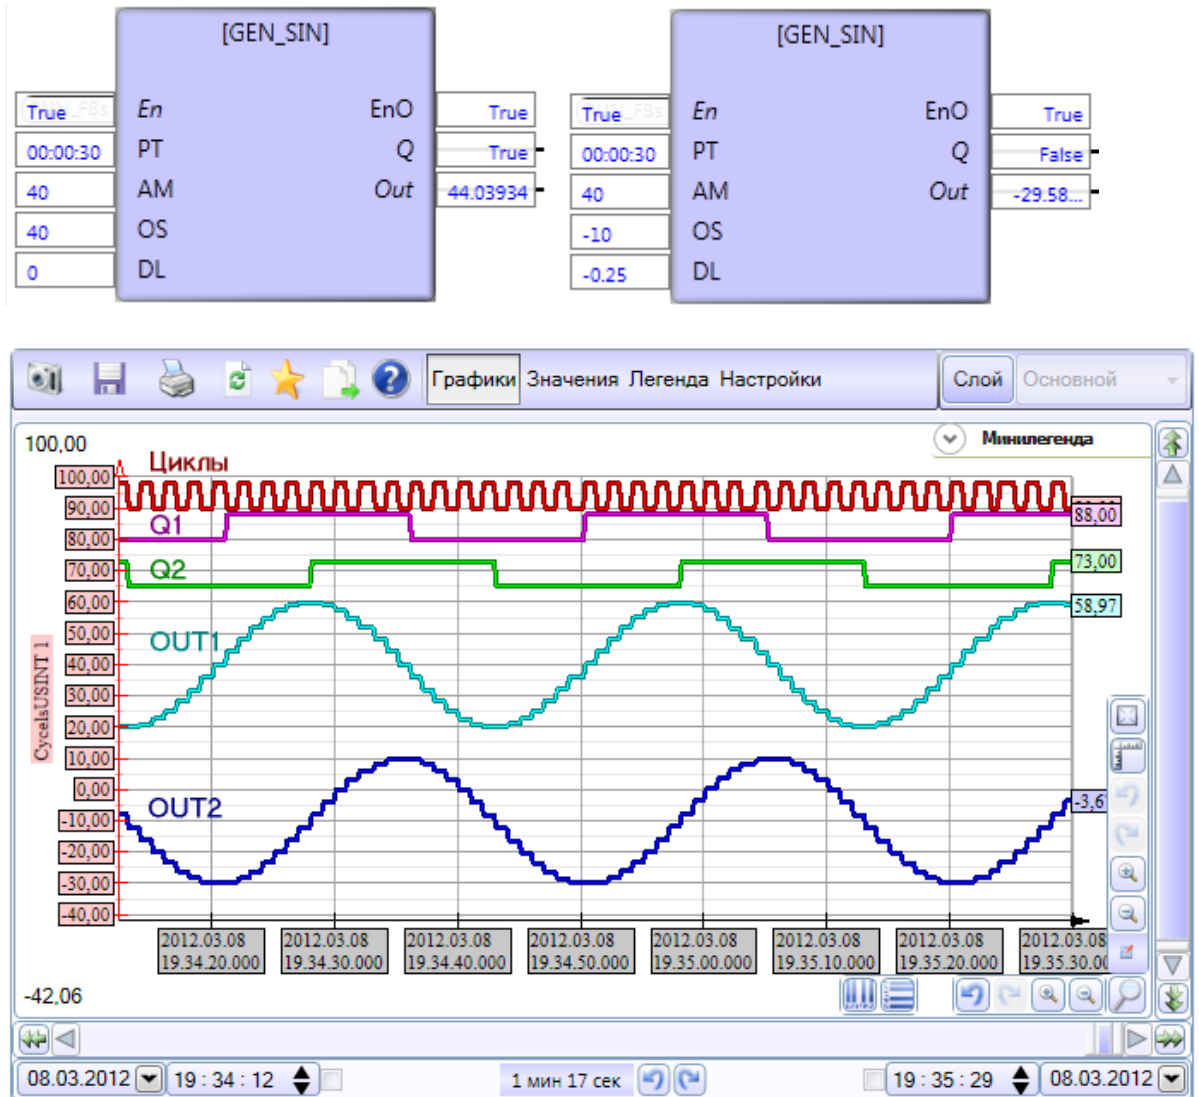 [GEN_SIN]
True
En
EnO
True
00:00:30
PT
Q
True
40
AM
Out
44.03934
40
OS
0
DL
[GEN_SIN]
True
En
EnO
True
00:00:30
PT
Q
False
40
AM
Out
-29.58...
-10
OS
-0.25
DL
Графики Значения Легенда Настройки
Слой
Основной
100,00
Минилегенда
Циклы
Q1
Q2
OUT1
OUT2
CycelsUSINT 1
100,00
90,00
80,00
70,00
60,00
50,00
40,00
30,00
20,00
10,00
0,00
-10,00
-20,00
-30,00
-40,00
88,00
73,00
58,97
-3,6
2012.03.08
19.34.20.000
2012.03.08
19.34.30.000
2012.03.08
19.34.40.000
2012.03.08
19.34.50.000
2012.03.08
19.35.00.000
2012.03.08
19.35.10.000
2012.03.08
19.35.20.000
2012.03.08
19.35.30.00
-42,06
08.03.2012
19 : 34 : 12
1 мин 17 сек
19 : 35 : 29
08.03.2012